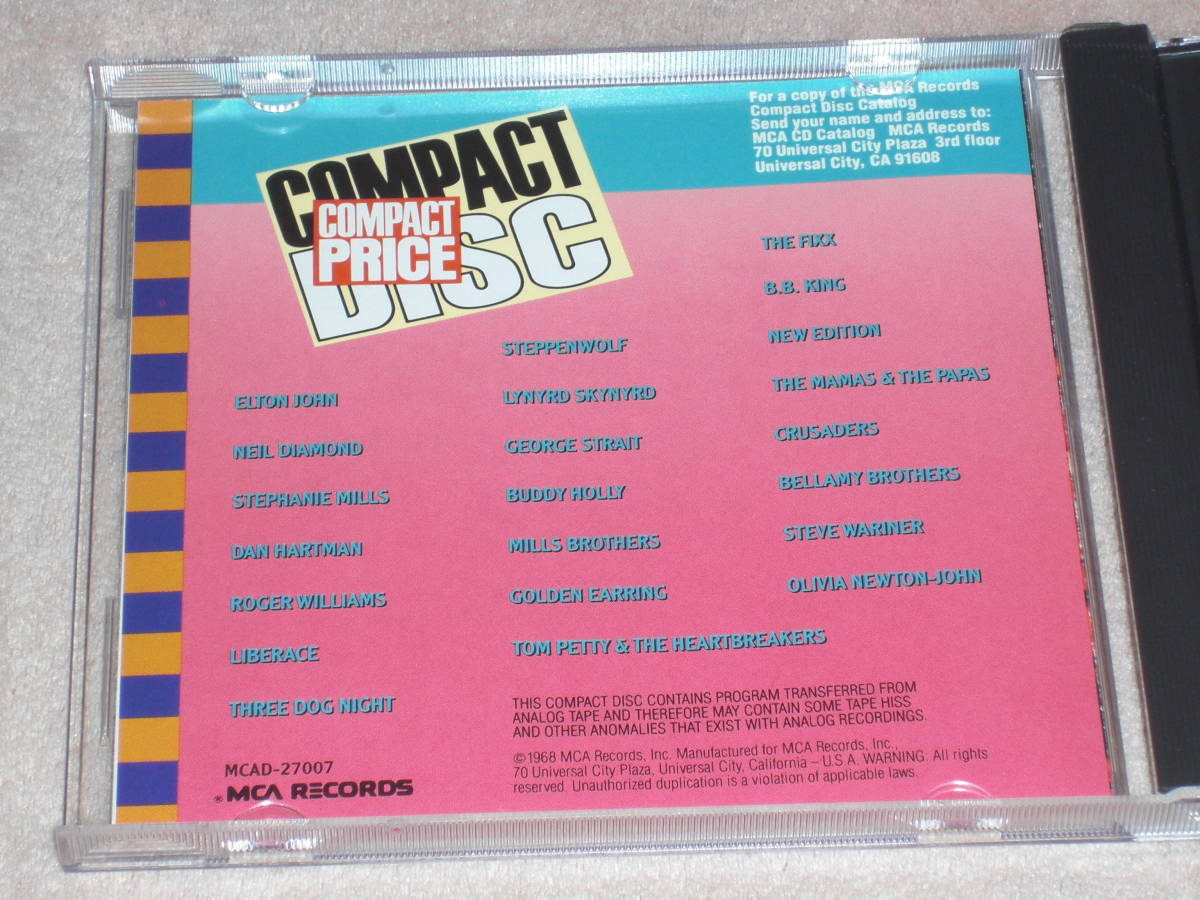 For a copy of the MCA Records
Compact Disc Catalog
Send your name and address to:
MCA CD Catalog MCA Records
70 Universal City Plaza 3rd floor
Universal City, CA 91608
COMPACT
DISC
COMPACT
PRICE
ELTON JOHN
NEIL DIAMOND
STEPHANIE MILLS
DAN HARTMAN
ROGER WILLIAMS
LIBERACE
THREE DOG NIGHT
STEPPENWOLF
LYNYRD SKYNYRD
GEORGE STRAIT
BUDDY HOLLY
MILLS BROTHERS
GOLDEN EARRING
TOM PETTY & THE HEARTBREAKERS
THE FIXX
B.B. KING
NEW EDITION
THE MAMAS & THE PAPAS
CRUSADERS
BELLAMY BROTHERS
STEVE WARINER
OLIVIA NEWTON-JOHN
THIS COMPACT DISC CONTAINS PROGRAM TRANSFERRED FROM
ANALOG TAPE AND THEREFORE MAY CONTAIN SOME TAPE HISS
AND OTHER ANOMALIES THAT EXIST WITH ANALOG RECORDINGS.
©1968 MCA Records, Inc. Manufactured for MCA Records, Inc.,
70 Universal City Plaza, Universal City, California – U.S.A. WARNING: All rights
reserved. Unauthorized duplication is a violation of applicable laws.
MCAD-27007
® MCA RECORDS